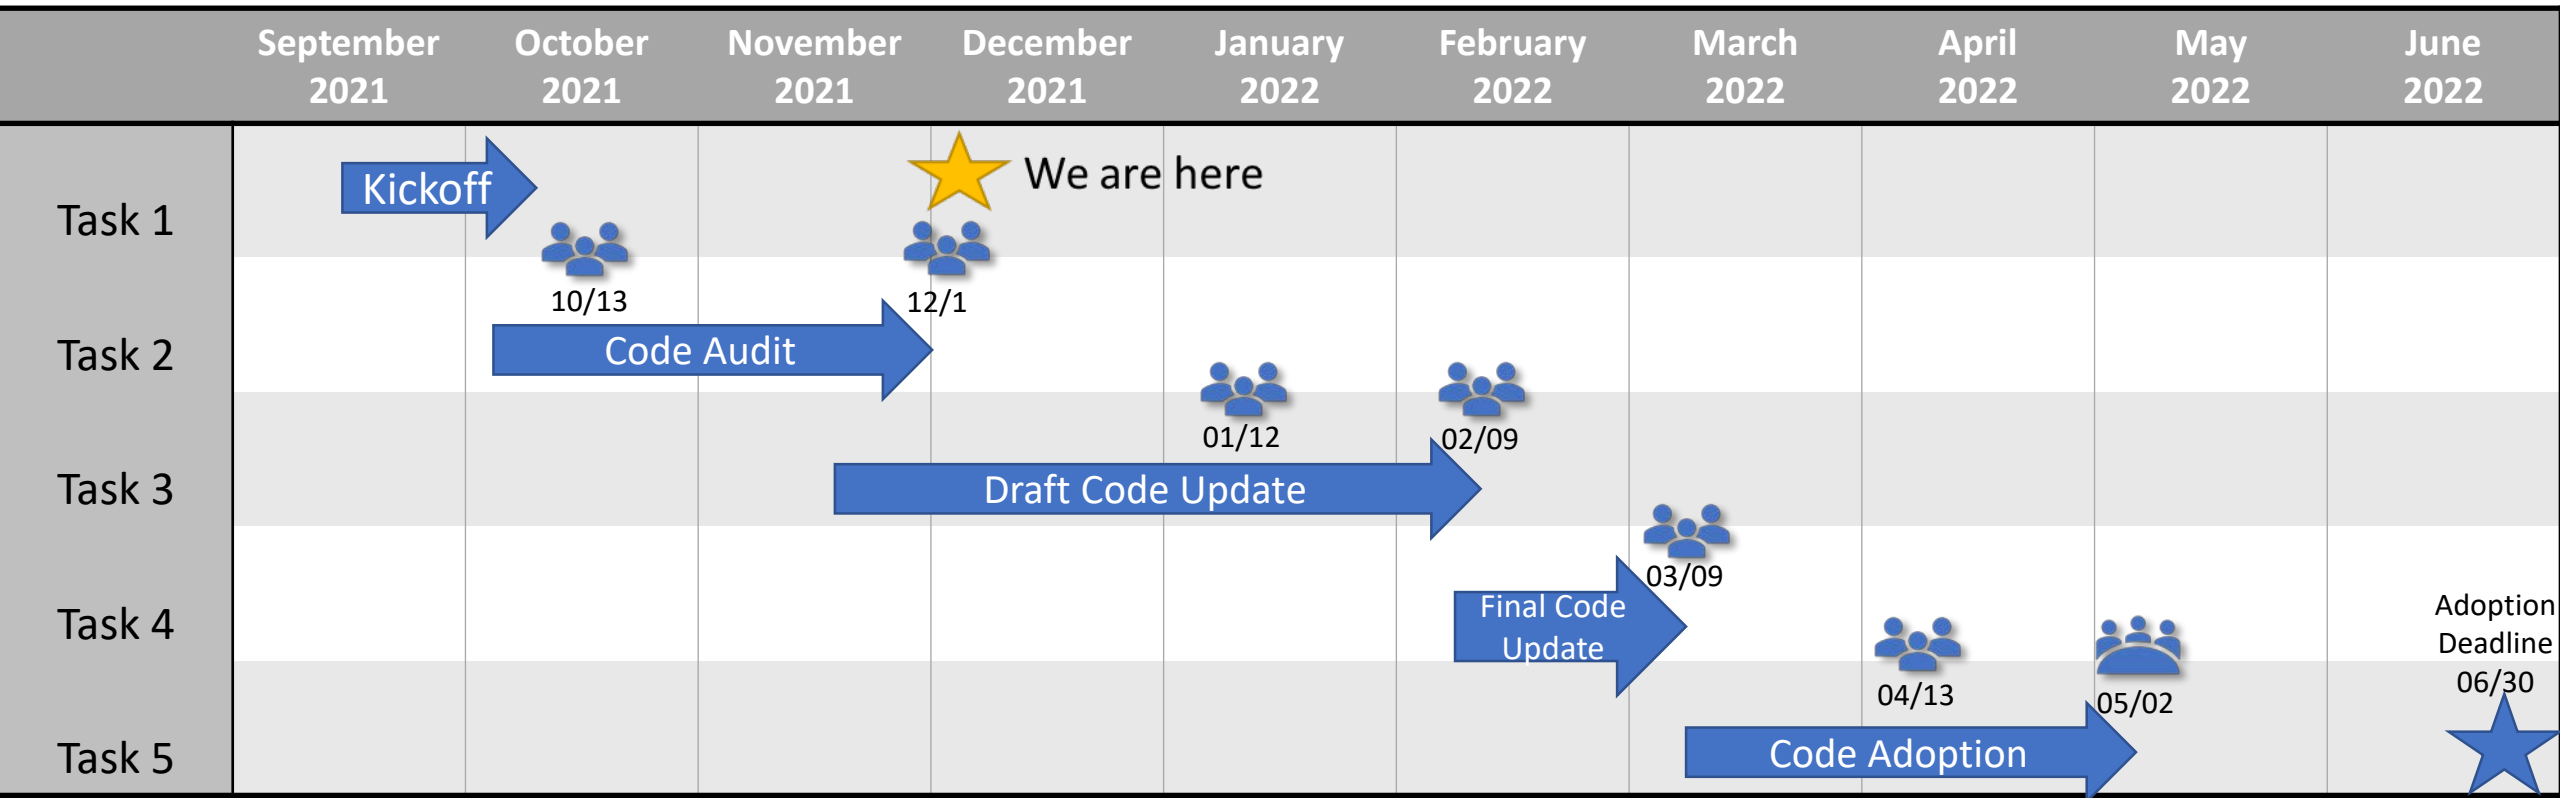 September 2021
October 2021
November 2021
December 2021
January 2022
February 2022
March 2022
April 2022
May 2022
June 2022
Task 1
Kickoff
We are here
10/13
12/1
Task 2
Code Audit
01/12
02/09
Task 3
Draft Code Update
03/09
Task 4
Final Code
Update
04/13
05/02
Adoption
Deadline
06/30
Task 5
Code Adoption